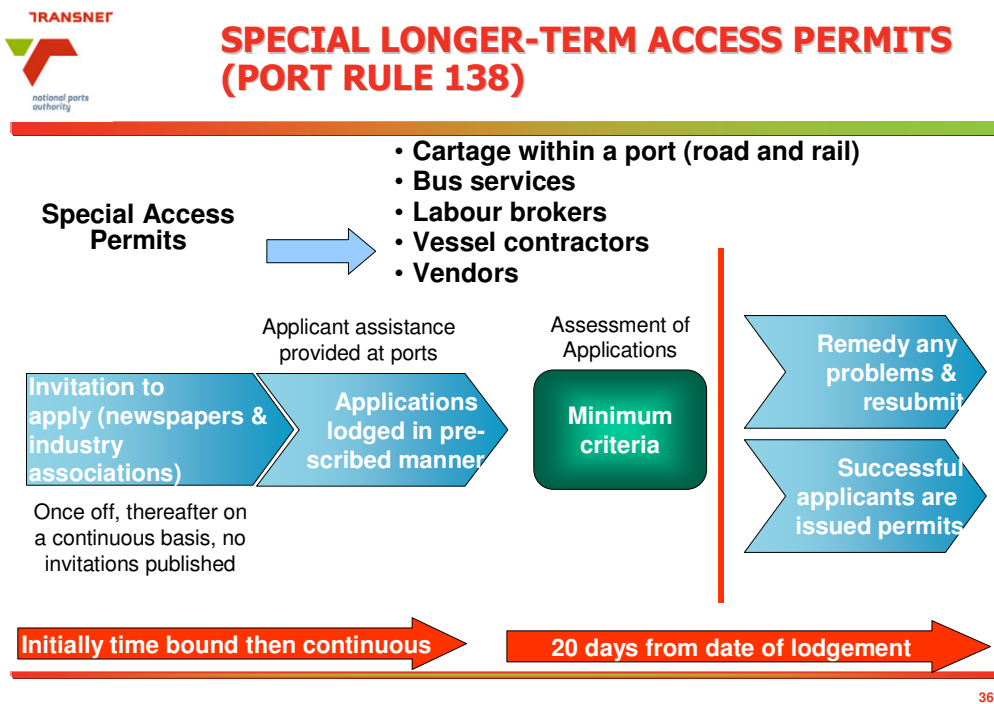 TRANSNET
national ports
authority
SPECIAL LONGER-TERM ACCESS PERMITS
(PORT RULE 138)
Special Access
Permits
• Cartage within a port (road and rail)
• Bus services
• Labour brokers
• Vessel contractors
• Vendors
Applicant assistance
provided at ports
Assessment of
Applications
Invitation to
apply (newspapers &
industry
associations)
Applications
lodged in pre-
scribed manner
Minimum
criteria
Remedy any
problems &
resubmit
Successful
applicants are
issued permits
Once off, thereafter on
a continuous basis, no
invitations published
Initially time bound then continuous
20 days from date of lodgement
36